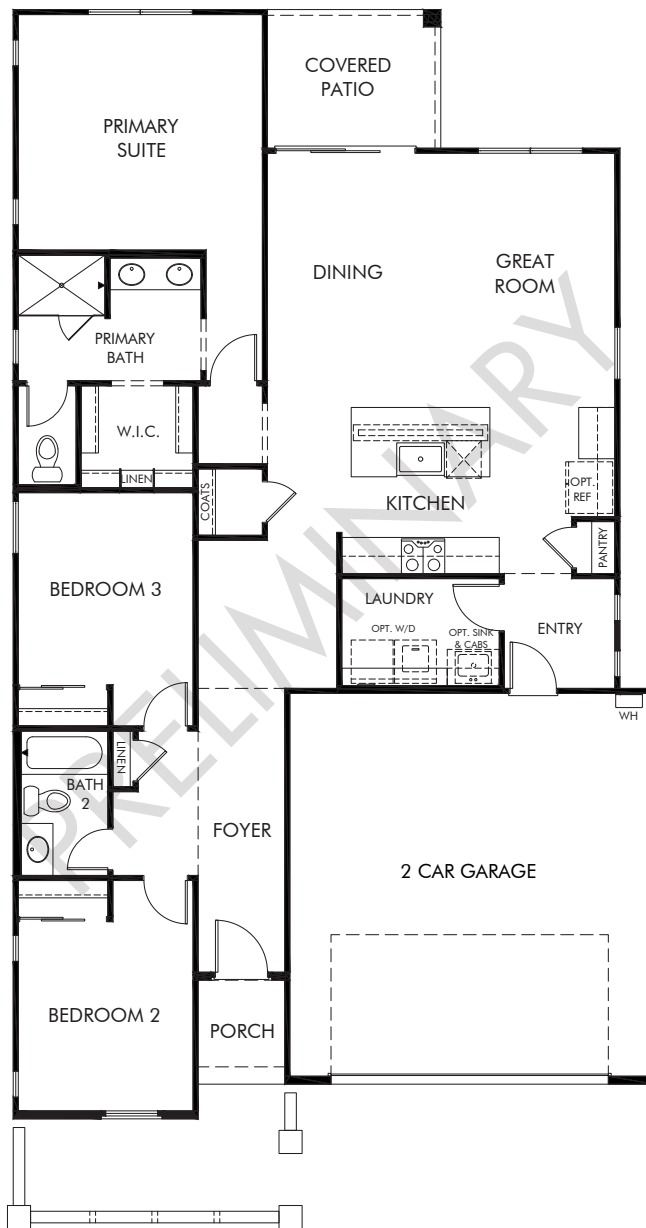 COVERED
PATIO
PRIMARY
SUITE
DINING
GREAT
ROOM
PRIMARY
BATH
W.I.C.
LINEN
COATS
KITCHEN
OPT.
REF
PANTRY
BEDROOM 3
LAUNDRY
OPT. W/D
OPT. SINK
& CABS
ENTRY
WH
LINEN
BATH
2
FOYER
2 CAR GARAGE
BEDROOM 2
PORCH
PRELIMINARY